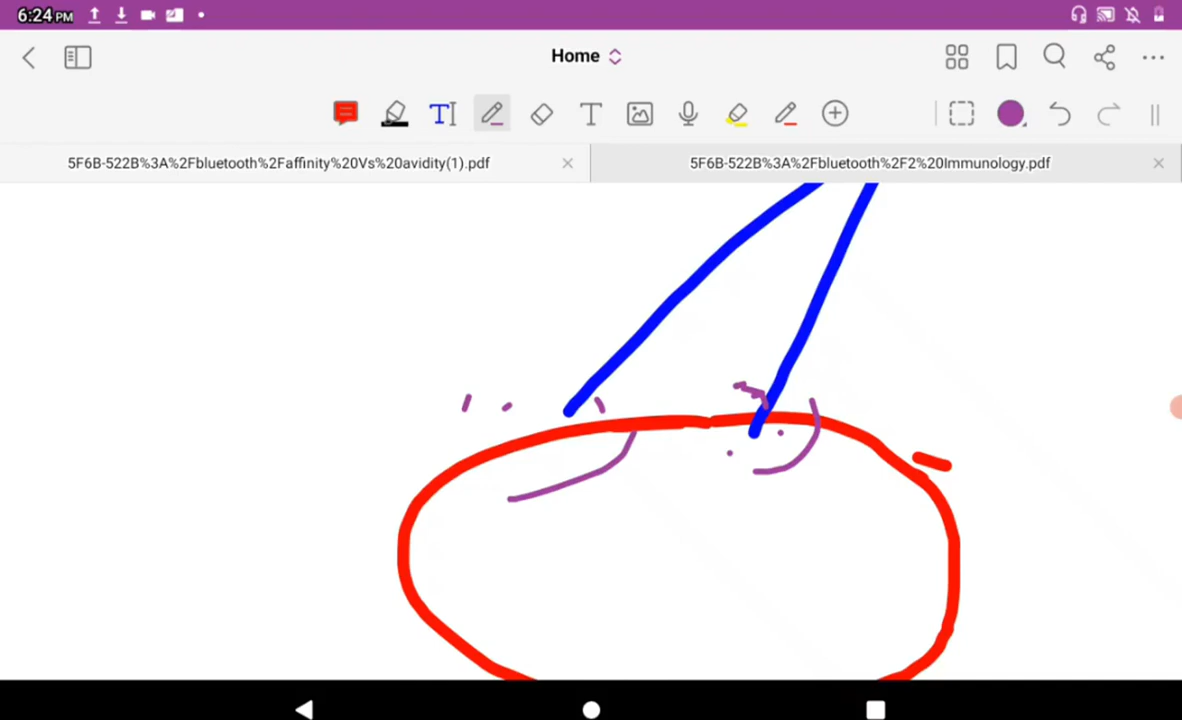 6:24 PM
Home
5F6B-522B%3A%2Fbluetooth%2Faffinity%20Vs%20avidity(1).pdf
5F6B-522B%3A%2Fbluetooth%2F2%20Immunology.pdf